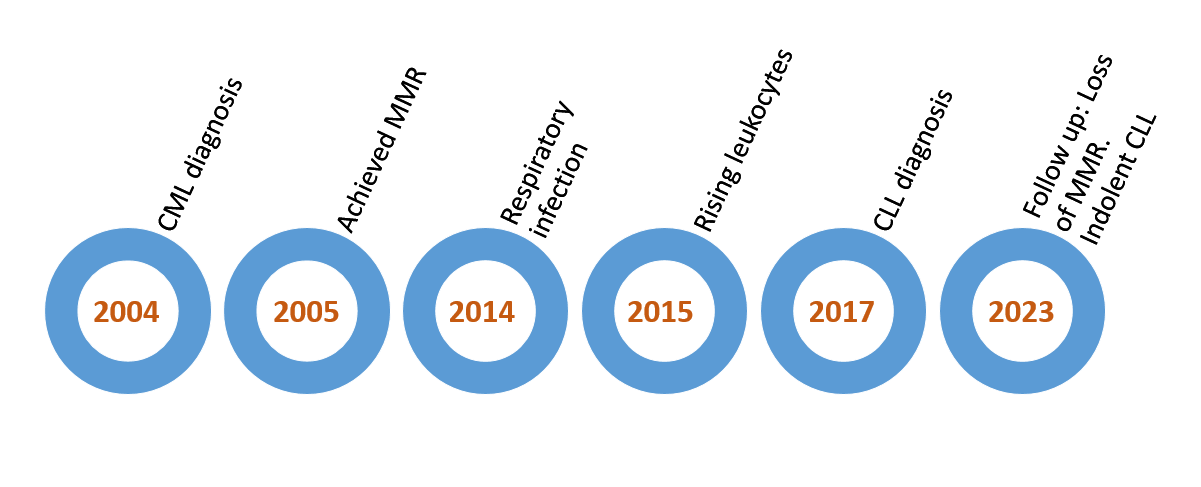 CML diagnosis
Achieved MMR
Respiratory
infection
Rising leukocytes
CLL diagnosis
Follow up: Loss
of MMR.
Indolent CLL
2004
2005
2014
2015
2017
2023